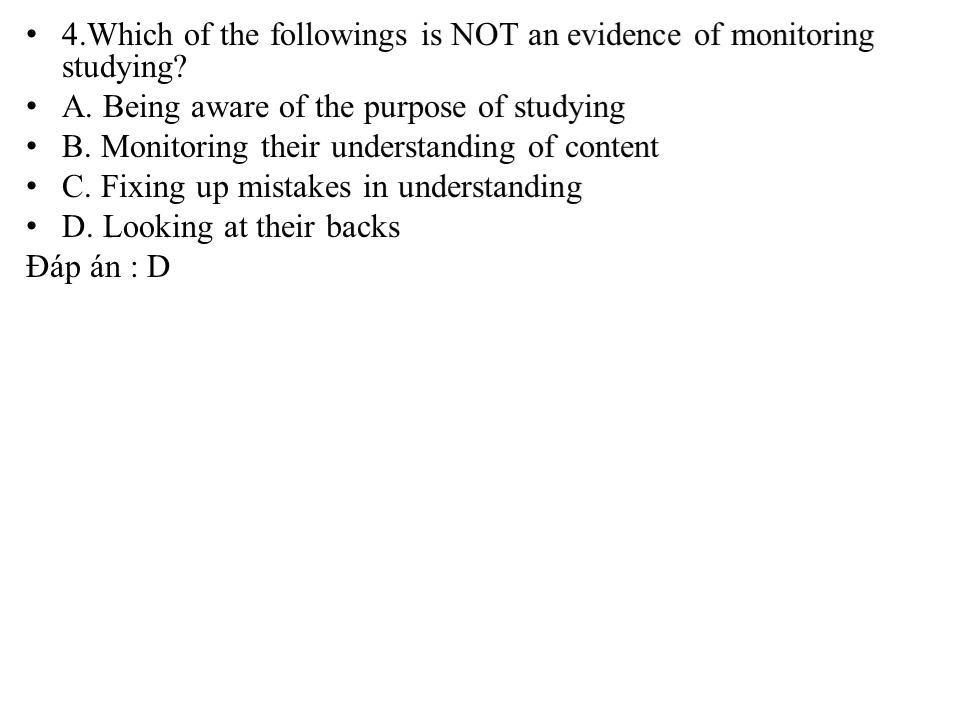 • 4.Which of the followings is NOT an evidence of monitoring
studying?
• A. Being aware of the purpose of studying
• B. Monitoring their understanding of content
• C. Fixing up mistakes in understanding
• D. Looking at their backs
Đáp án : D